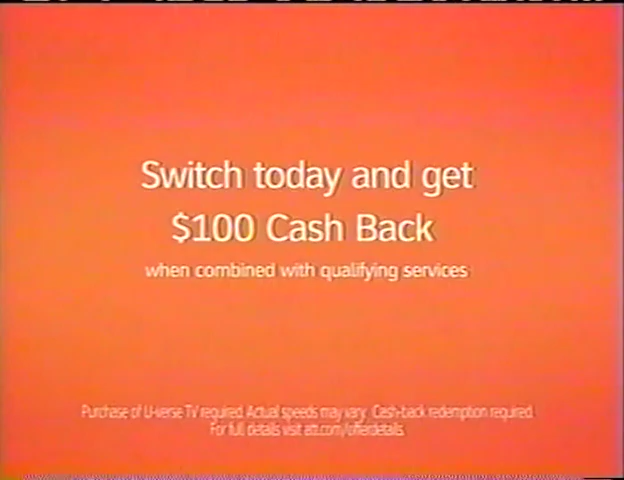 Switch today and get
$100 Cash Back
when combined with qualifying services
Purchase of U-verse TV required. Actual speeds may vary. Cash-back redemption required.
For full details visit att.com/offerdetails.